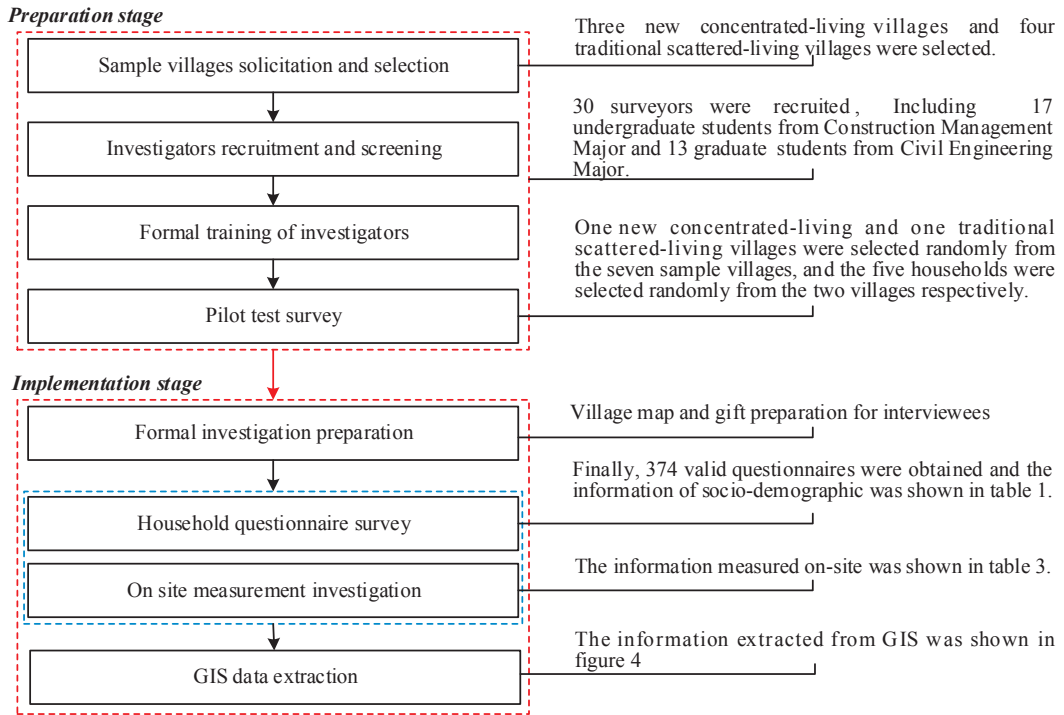 Preparation stage
Sample villages solicitation and selection
Three new concentrated-living villages and four
traditional scattered-living villages were selected.
Investigators recruitment and screening
30 surveyors were recruited , Including 17
undergraduate students from Construction Management
Major and 13 graduate students from Civil Engineering
Major.
Formal training of investigators
Pilot test survey
One new concentrated-living and one traditional
scattered-living villages were selected randomly from
the seven sample villages, and the five households were
selected randomly from the two villages respectively.
Implementation stage
Formal investigation preparation
Village map and gift preparation for interviewees
Household questionnaire survey
Finally, 374 valid questionnaires were obtained and the
information of socio-demographic was shown in table 1.
On site measurement investigation
The information measured on-site was shown in table 3.
GIS data extraction
The information extracted from GIS was shown in
figure 4